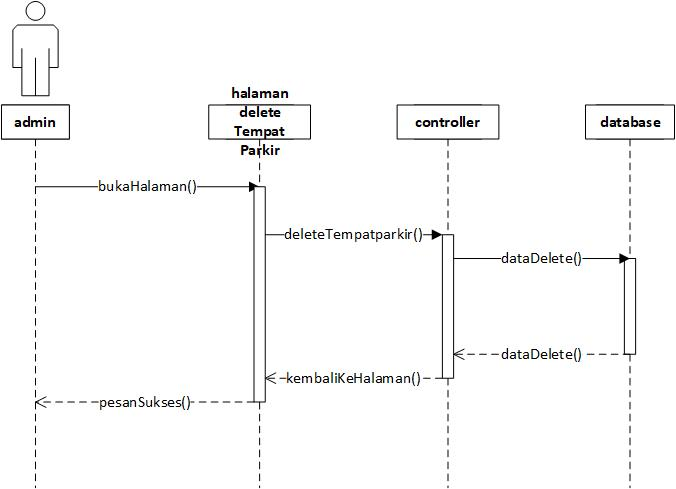 halaman
delete
Tempat
Parkir
admin
controller
database
bukaHalaman()
deleteTempatparkir()
dataDelete()
dataDelete()
kembaliKeHalaman()
pesanSukses()